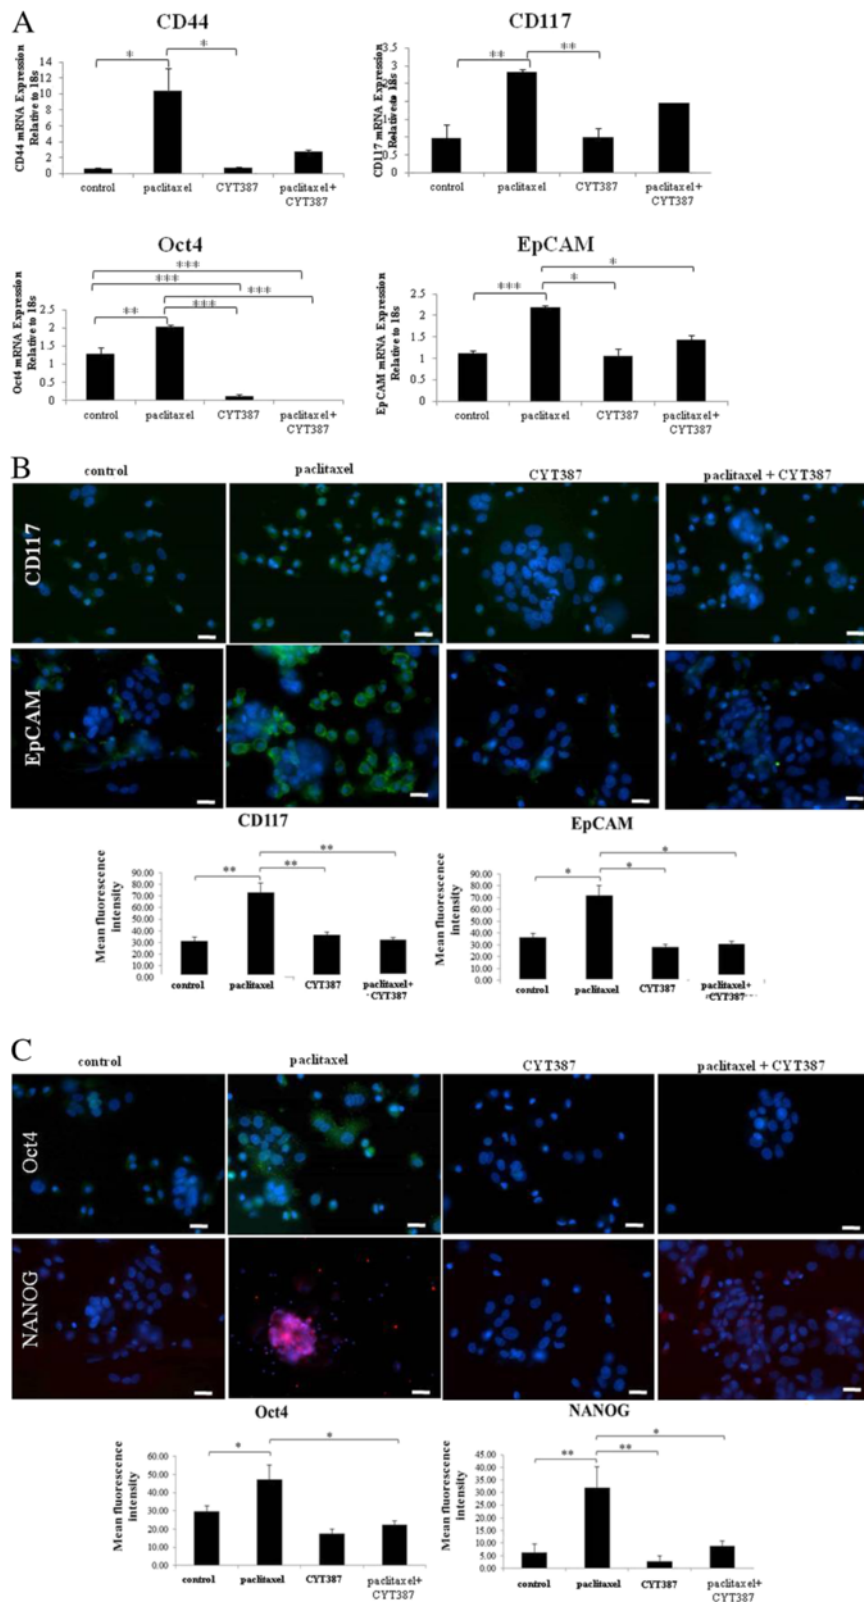 A
CD44
CD117
CD44 mRNA Expression
Relative to 18s
14
12
10
8
6
4
2
0
*
*
control
paclitaxel
CYT387
paclitaxel+
CYT387
CD117 mRNA Expression
Relative to 18s
3.5
0.5
0
**
**
control
paclitaxel
CYT387
paclitaxel+
CYT387
Oct4
EpCAM
Oct4 mRNA Expression
Relative to 18s
2.5
2
1.5
1
0.5
0
***
***
***
**
***
control
paclitaxel
CYT387
paclitaxel+
CYT387
EpCAM mRNA Expression
Relative to 18s
2.5
2
1.5
1
0.5
0
*
***
*
control
paclitaxel
CYT387
paclitaxel+
CYT387
B
control
paclitaxel
CYT387
paclitaxel + CYT387
CD117
EpCAM
CD117
EpCAM
Mean fluorescence
intensity
90.00
80.00
70.00
60.00
50.00
40.00
30.00
20.00
10.00
0.00
**
**
**
control
paclitaxel
CYT387
paclitaxel+
CYT387
Mean fluorescence
intensity
90.00
80.00
70.00
60.00
50.00
40.00
30.00
20.00
10.00
0.00
*
*
*
control
paclitaxel
CYT387
paclitaxel+
CYT387
C
control
paclitaxel
CYT387
paclitaxel + CYT387
Oct4
NANOG
Oct4
NANOG
Mean fluorescence
intensity
60.00
50.00
40.00
30.00
20.00
10.00
0.00
*
*
control
paclitaxel
CYT387
paclitaxel+
CYT387
Mean fluorescence
intensity
45.00
40.00
35.00
30.00
25.00
20.00
15.00
10.00
5.00
0.00
*
**
**
control
paclitaxel
CYT387
paclitaxel+
CYT387